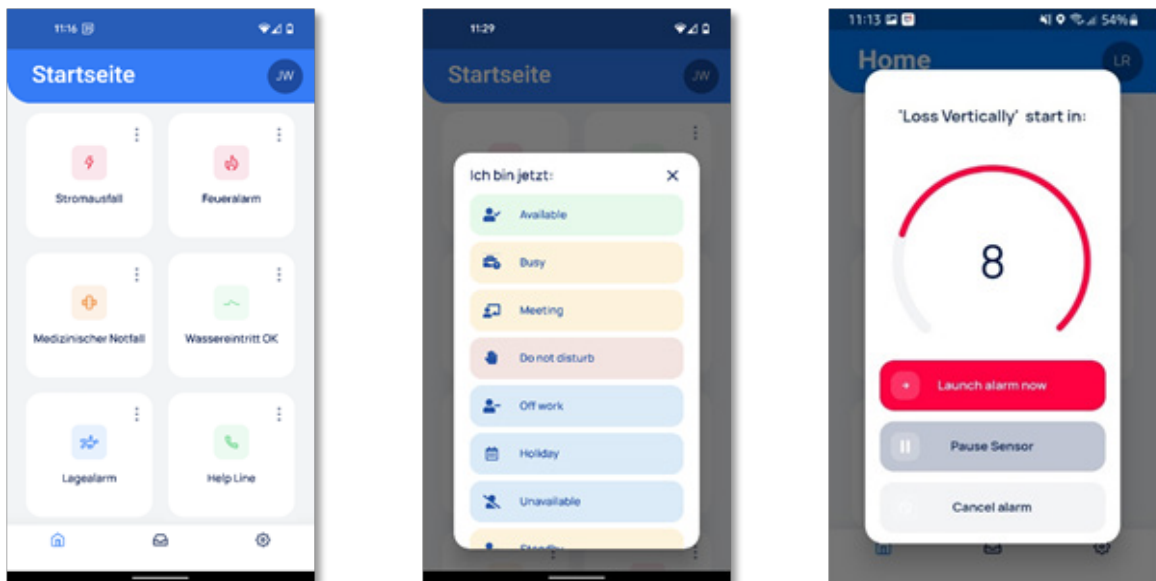 11:16
Startseite
JW
Stromausfall
Feueralarm
Medizinischer Notfall
Wassereintritt OK
Lagealarm
Help Line
11:29
Startseite
JW
Ich bin jetzt:
Available
Busy
Meeting
Do not disturb
Off work
Holiday
Unavailable
Standby
11:13
54%
Home
LR
'Loss Vertically' start in:
8
Launch alarm now
Pause Sensor
Cancel alarm